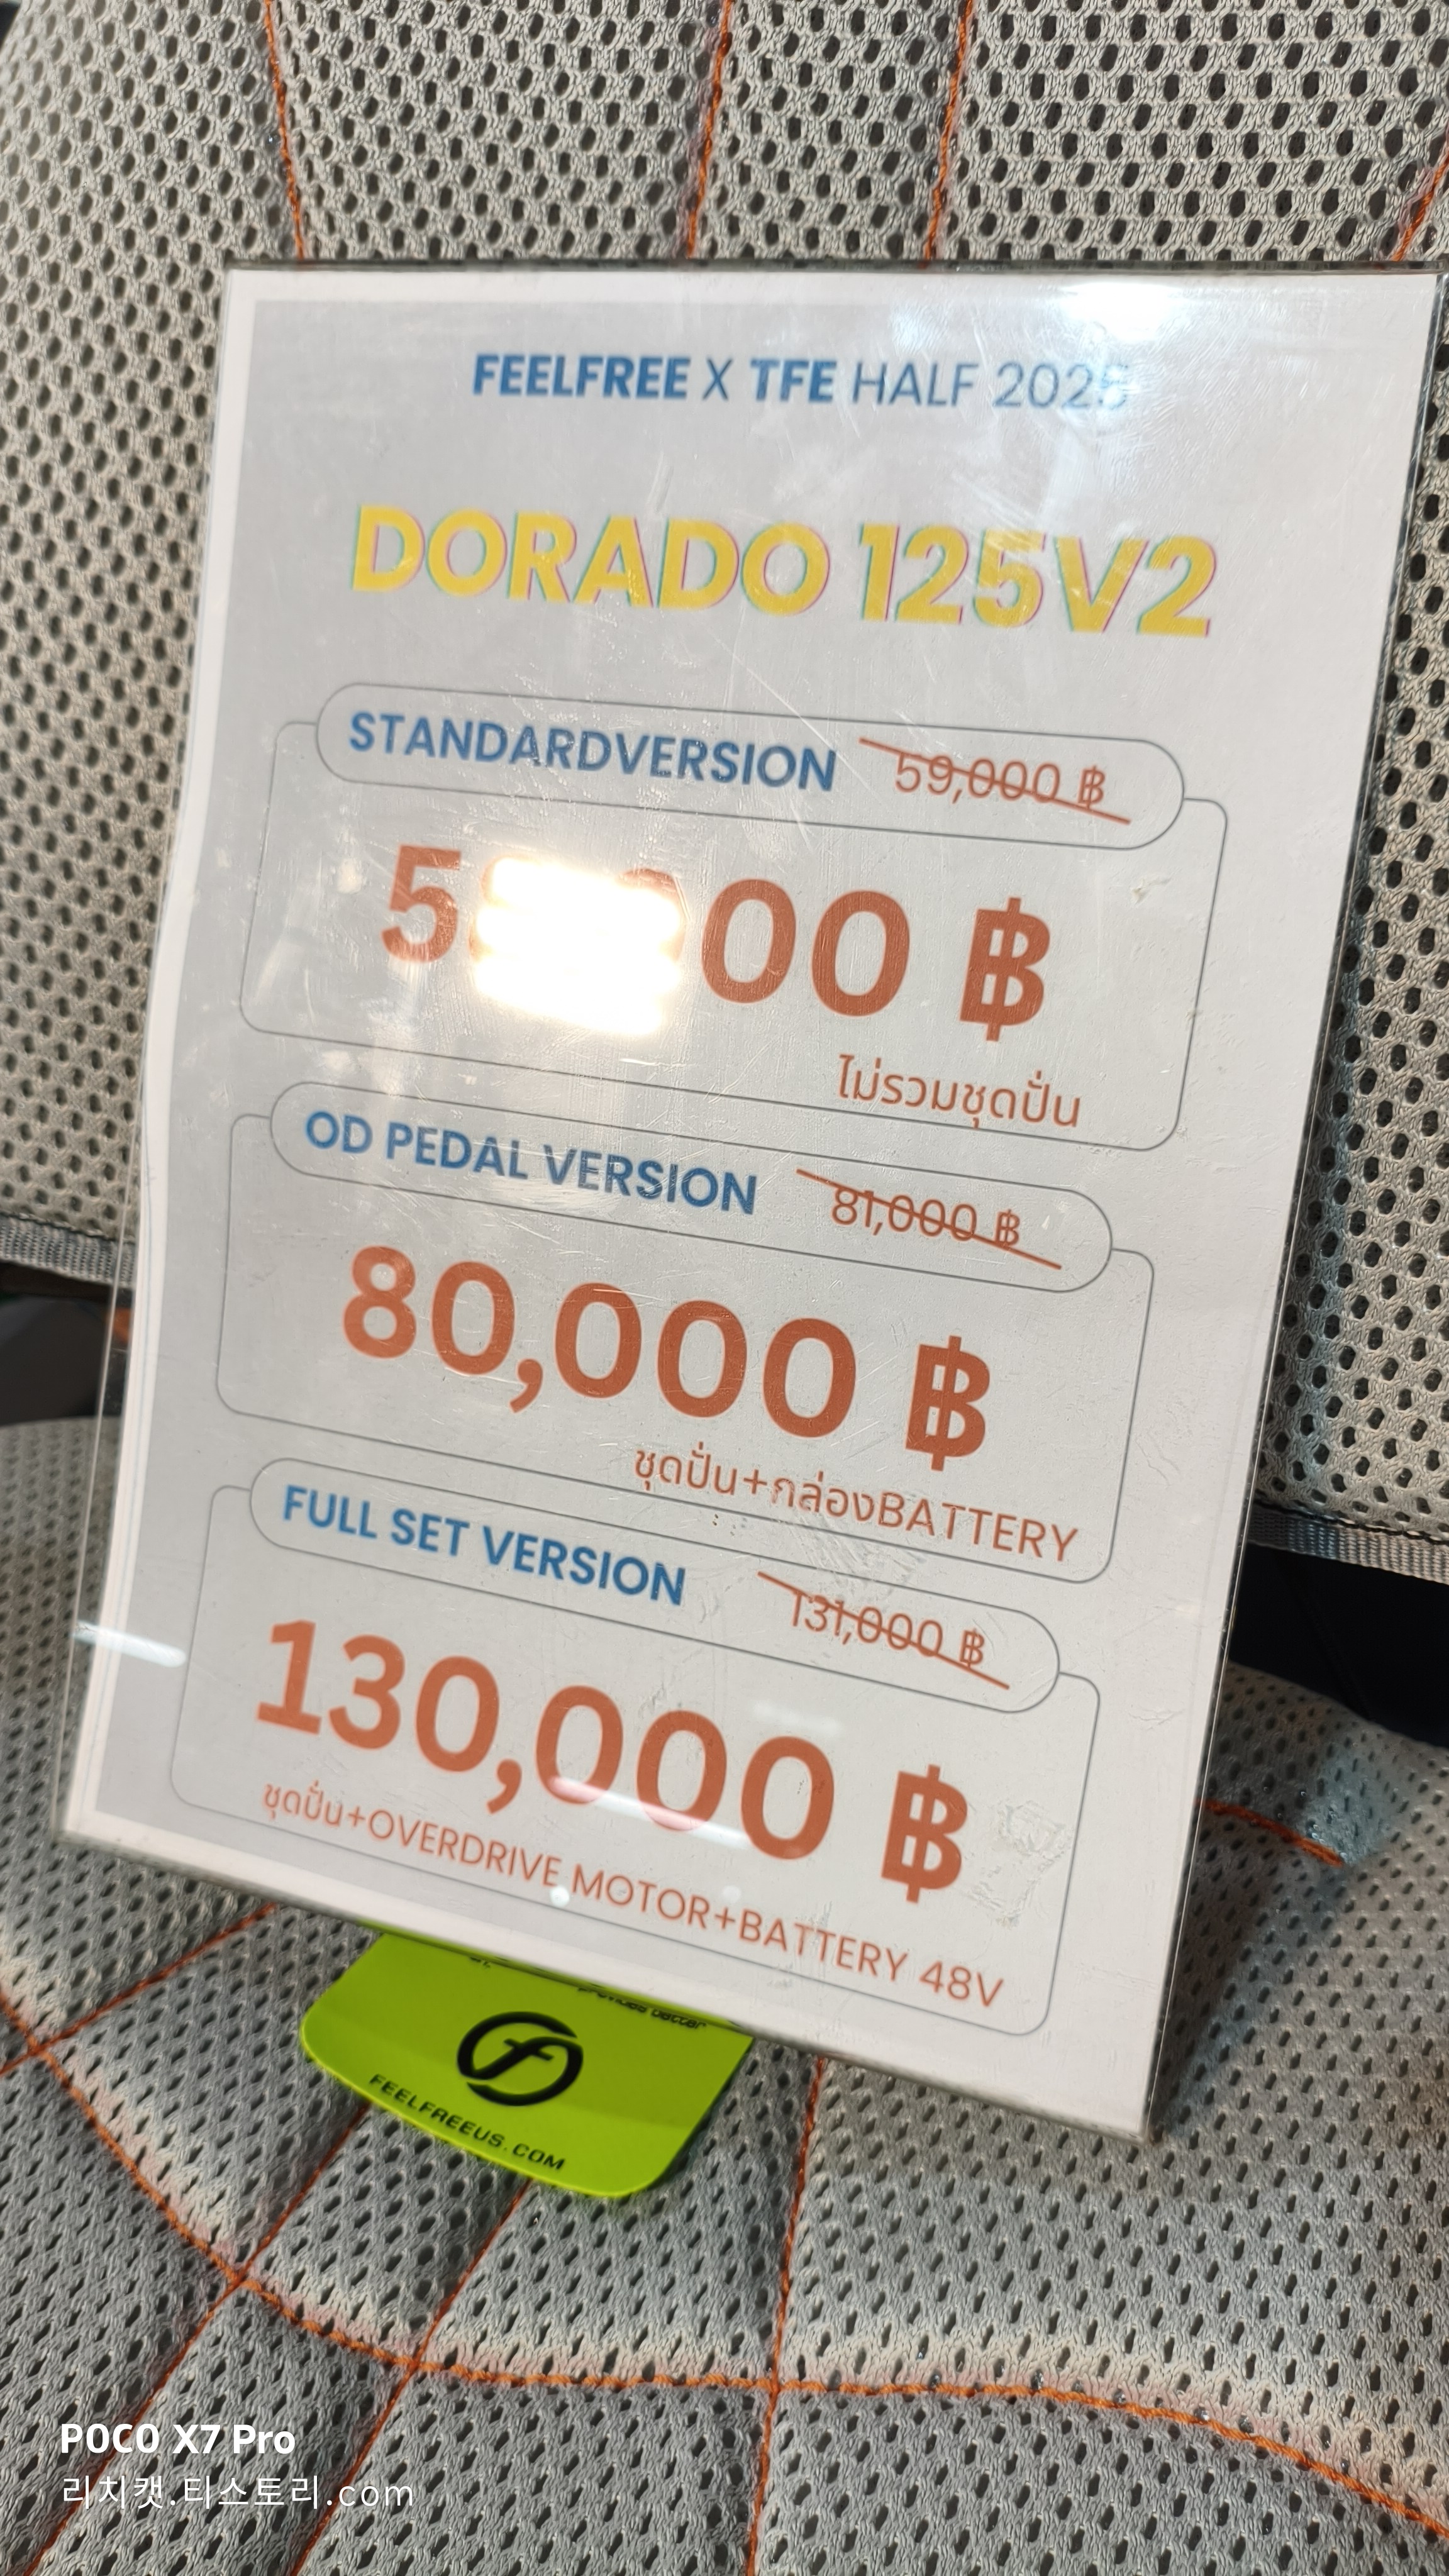 FEELFREE X TFE HALF 2025
DORADO 125V2
STANDARDVERSION 59,000 ฿
฿
ไม่รวมชุดปั่น
OD PEDAL VERSION 81,000 ฿
80,000 ฿
ชุดปั่น+กล่องBATTERY
FULL SET VERSION 131,000 ฿
130,000 ฿
ชุดปั่น+OVERDRIVE MOTOR+BATTERY 48V
FEELFREEUS.COM
POCO X7 Pro
리치캣.티스토리.com